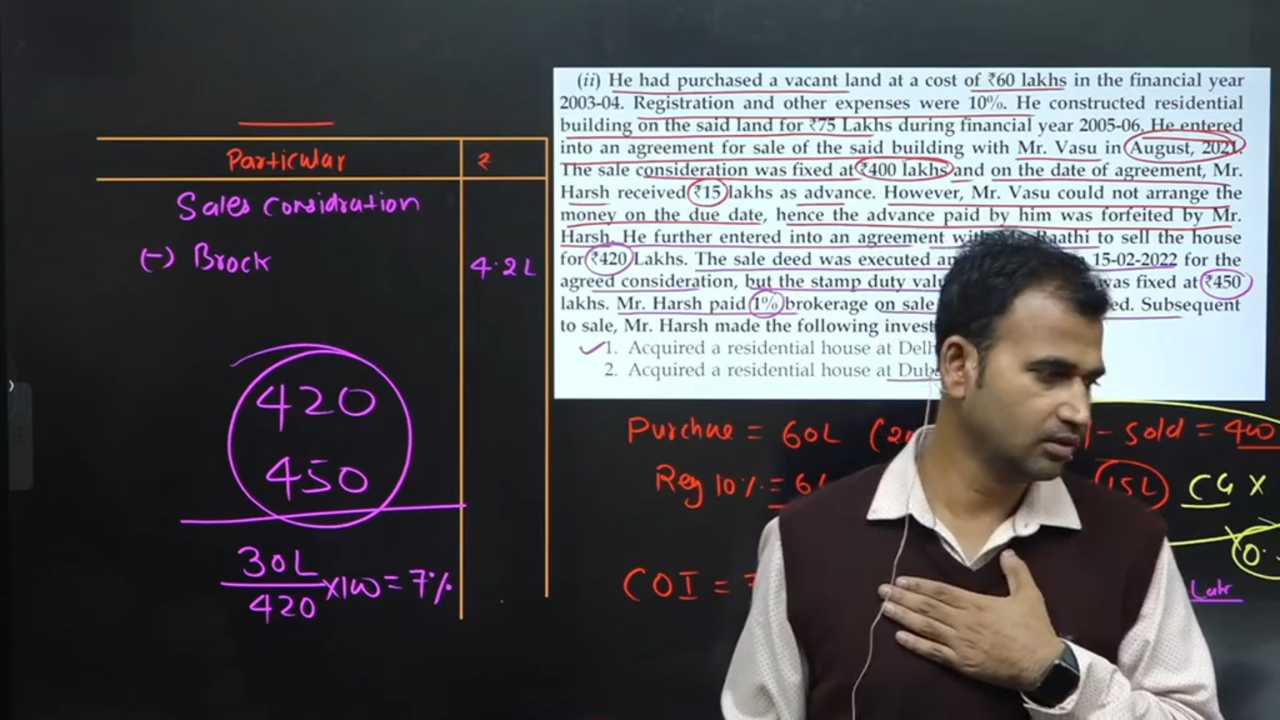 Particular ₹
Sales Considration
(-) Brock 4.2L
420
450
30L
420 ×100 = 7%
(ii) He had purchased a vacant land at a cost of ₹60 lakhs in the financial year
2003-04. Registration and other expenses were 10%. He constructed residential
building on the said land for ₹75 Lakhs during financial year 2005-06. He entered
into an agreement for sale of the said building with Mr. Vasu in August, 2021.
The sale consideration was fixed at ₹400 lakhs and on the date of agreement, Mr.
Harsh received ₹15 lakhs as advance. However, Mr. Vasu could not arrange the
money on the due date, hence the advance paid by him was forfeited by Mr.
Harsh. He further entered into an agreement with Raathi to sell the house
for ₹420 Lakhs. The sale deed was executed 15-02-2022 for the
agreed consideration, but the stamp duty was fixed at ₹450
lakhs. Mr. Harsh paid 1% brokerage on sale Subsequent
to sale, Mr. Harsh made the following
1. Acquired a residential house at
2. Acquired a residential house at
Purchue = 60L - Sold = 400
Reg 10% = 15L CG ×
COI =